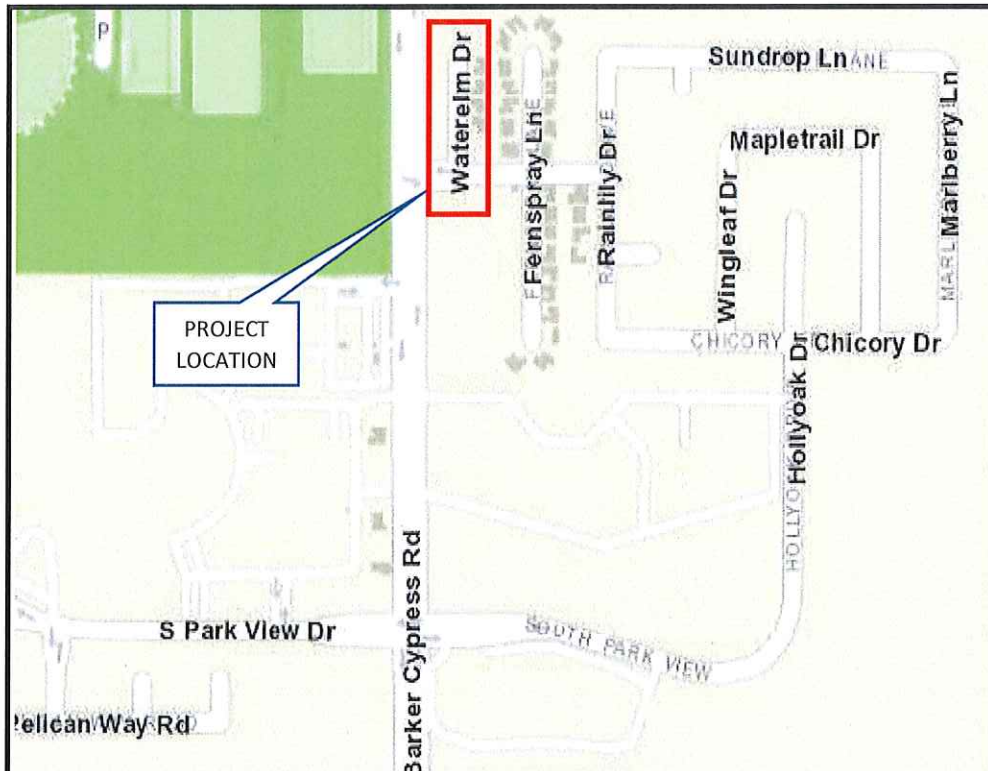 P
Waterelm Dr
Sundrop Ln
ANE
Fernspray Ln
Rainlily Dr
Mapletrail Dr
Marlberry Ln
Wingleaf Dr
PROJECT
LOCATION
CHICORY
Chicory Dr
Hollyoak Dr
HOLLYO
Barker Cypress Rd
S Park View Dr
SOUTH PARK VIEW
Pelican Way Rd